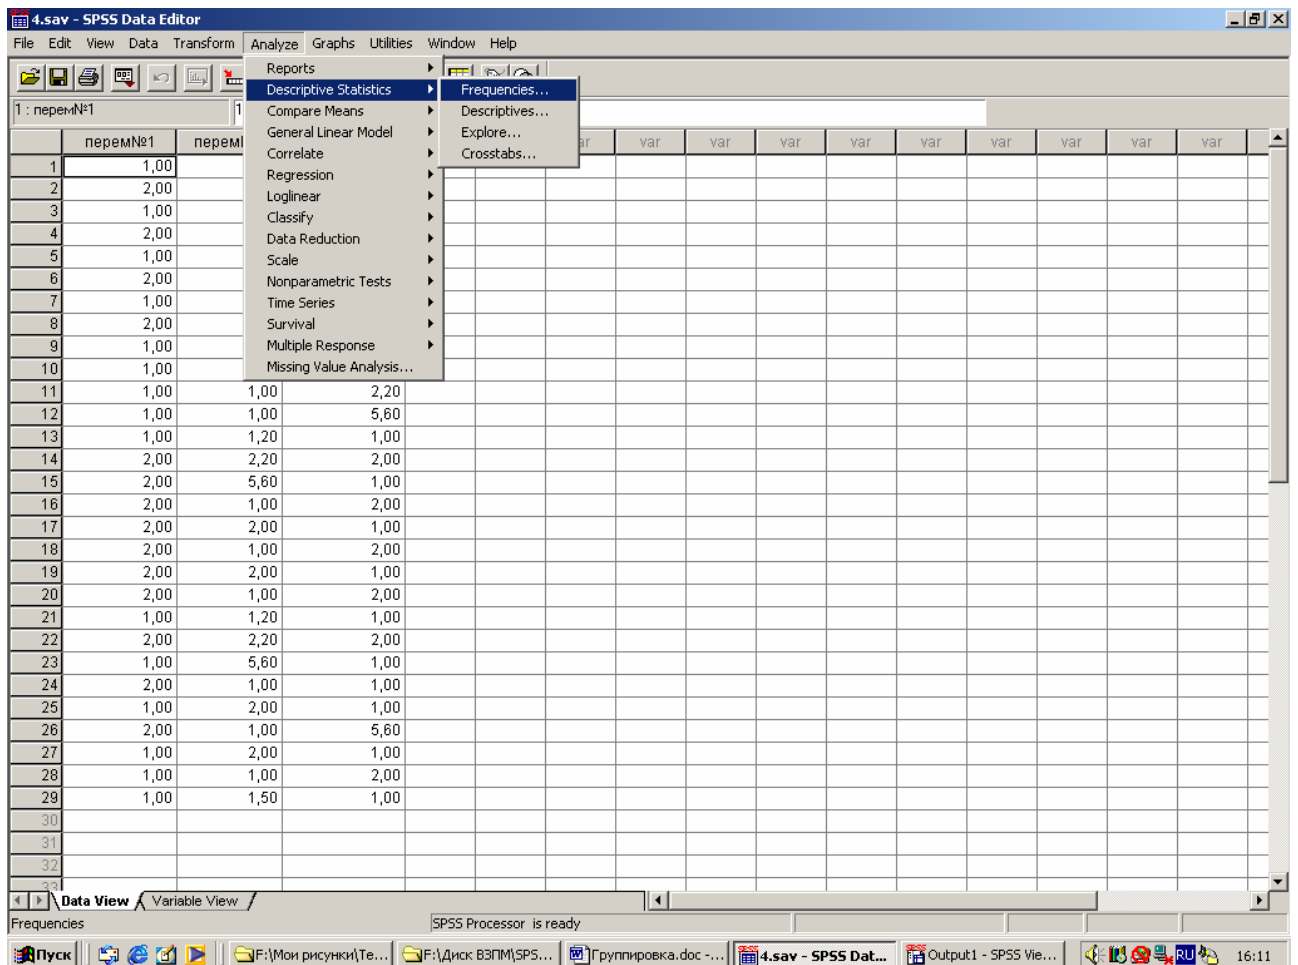 4.sav - SPSS Data Editor
File Edit View Data Transform Analyze Graphs Utilities Window Help
Reports
Descriptive Statistics
Compare Means
General Linear Model
Correlate
Regression
Loglinear
Classify
Data Reduction
Scale
Nonparametric Tests
Time Series
Survival
Multiple Response
Missing Value Analysis...
Frequencies...
Descriptives...
Explore...
Crosstabs...
1 : перем№1 1
перем№1 перем var var var var var var var var
1 1,00
2 2,00
3 1,00
4 2,00
5 1,00
6 2,00
7 1,00
8 2,00
9 1,00
10 1,00
11 1,00 1,00 2,20
12 1,00 1,00 5,60
13 1,00 1,20 1,00
14 2,00 2,20 2,00
15 2,00 5,60 1,00
16 2,00 1,00 2,00
17 2,00 2,00 1,00
18 2,00 1,00 2,00
19 2,00 2,00 1,00
20 2,00 1,00 2,00
21 1,00 1,20 1,00
22 2,00 2,20 2,00
23 1,00 5,60 1,00
24 2,00 1,00 1,00
25 1,00 2,00 1,00
26 2,00 1,00 5,60
27 1,00 2,00 1,00
28 1,00 1,00 2,00
29 1,00 1,50 1,00
30
31
32
33
Data View Variable View
Frequencies SPSS Processor is ready
Пуск F:\Мои рисунки\Те... F:\Диск ВЗПМ\SPS... Группировка.doc -... 4.sav - SPSS Dat... Output1 - SPSS Vie... RU 16:11